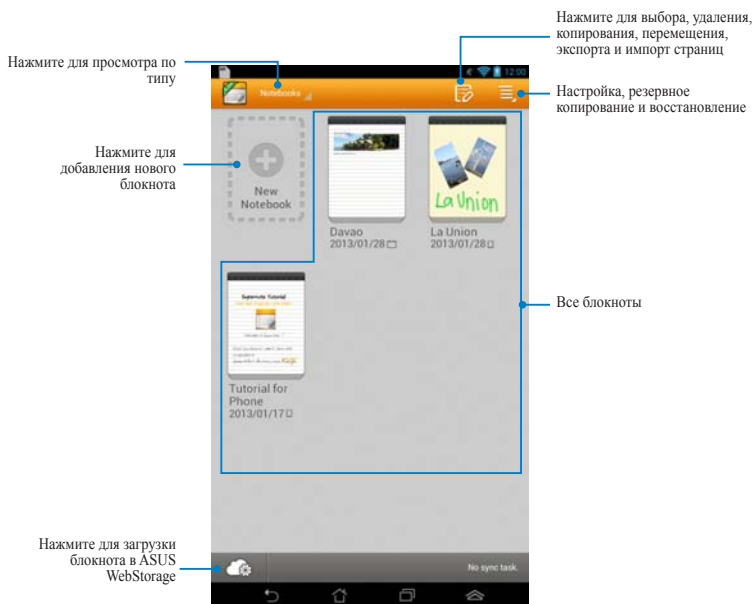 Нажмите для выбора, удаления,
копирования, перемещения,
экспорта и импорт страниц
Нажмите для просмотра по
типу
Настройка, резервное
копирование и восстановление
12:00
Notebooks
Нажмите для
добавления нового
блокнота
New
Notebook
La Union
Davao
2013/01/28
La Union
2013/01/28
Все блокноты
Supernote Tutorial
Tutorial for
Phone
2013/01/17
Нажмите для загрузки
блокнота в ASUS
WebStorage
No sync task.